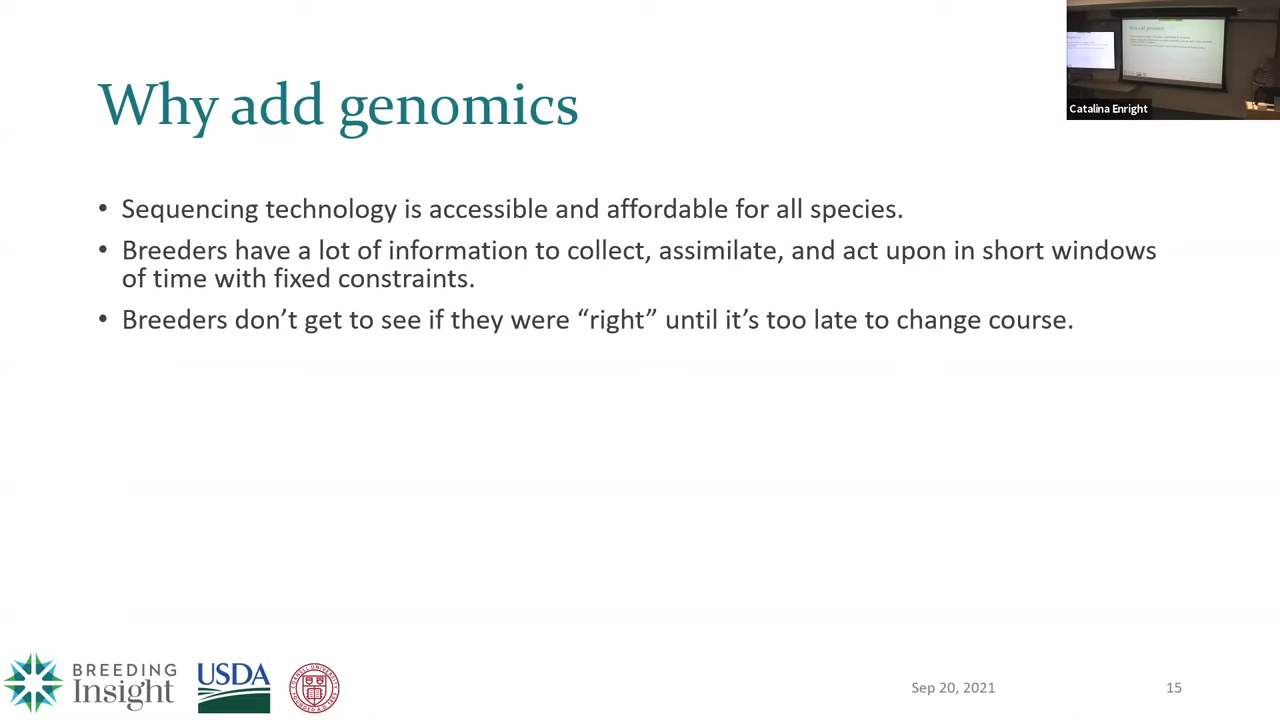 Why add genomics
• Sequencing technology is accessible and affordable for all species.
• Breeders have a lot of information to collect, assimilate, and act upon in short windows
of time with fixed constraints.
• Breeders don’t get to see if they were “right” until it’s too late to change course.
Catalina Enright
BREEDING
Insight
USDA
Sep 20, 2021
15